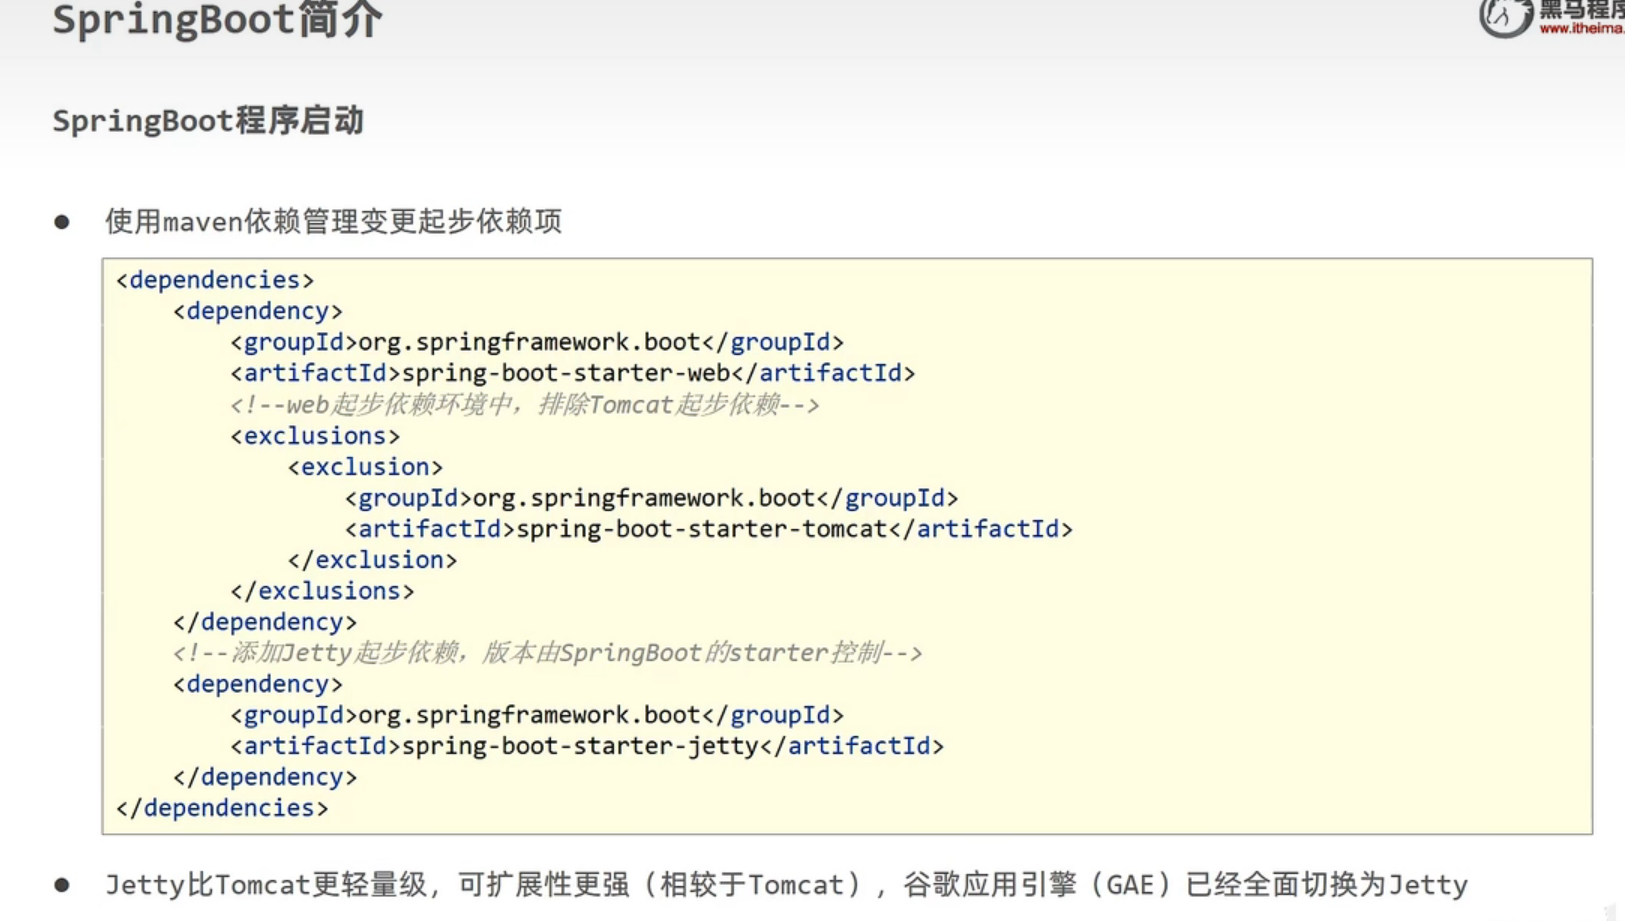 SpringBoot简介
黑马程序
www.itheima.
SpringBoot程序启动
● 使用maven依赖管理变更起步依赖项
<dependencies>
    <dependency>
        <groupId>org.springframework.boot</groupId>
        <artifactId>spring-boot-starter-web</artifactId>
        <!--web起步依赖环境中，排除Tomcat起步依赖-->
        <exclusions>
            <exclusion>
                <groupId>org.springframework.boot</groupId>
                <artifactId>spring-boot-starter-tomcat</artifactId>
            </exclusion>
        </exclusions>
    </dependency>
    <!--添加Jetty起步依赖，版本由SpringBoot的starter控制-->
    <dependency>
        <groupId>org.springframework.boot</groupId>
        <artifactId>spring-boot-starter-jetty</artifactId>
    </dependency>
</dependencies>
● Jetty比Tomcat更轻量级，可扩展性更强（相较于Tomcat），谷歌应用引擎（GAE）已经全面切换为Jetty